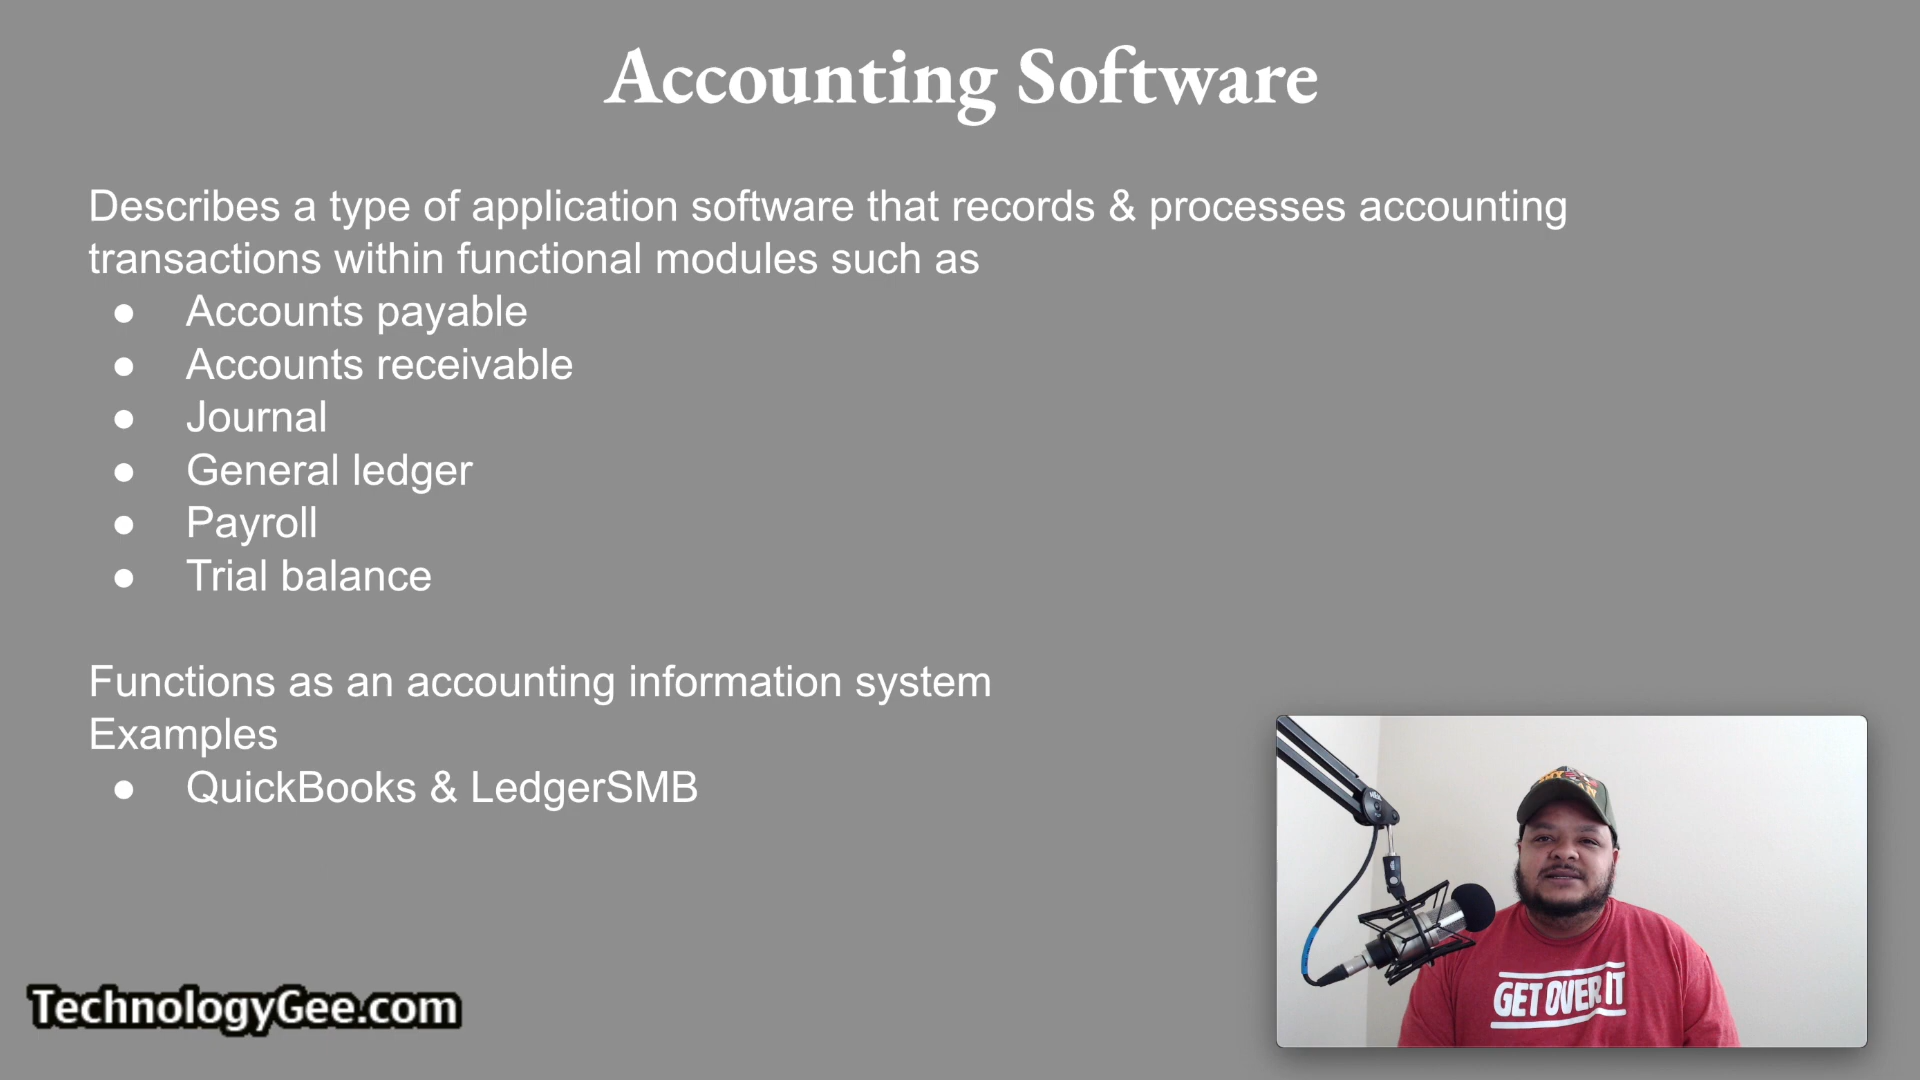 Accounting Software
Describes a type of application software that records & processes accounting
transactions within functional modules such as
● Accounts payable
● Accounts receivable
● Journal
● General ledger
● Payroll
● Trial balance
Functions as an accounting information system
Examples
● QuickBooks & LedgerSMB
GET OVER IT
TechnologyGee.com